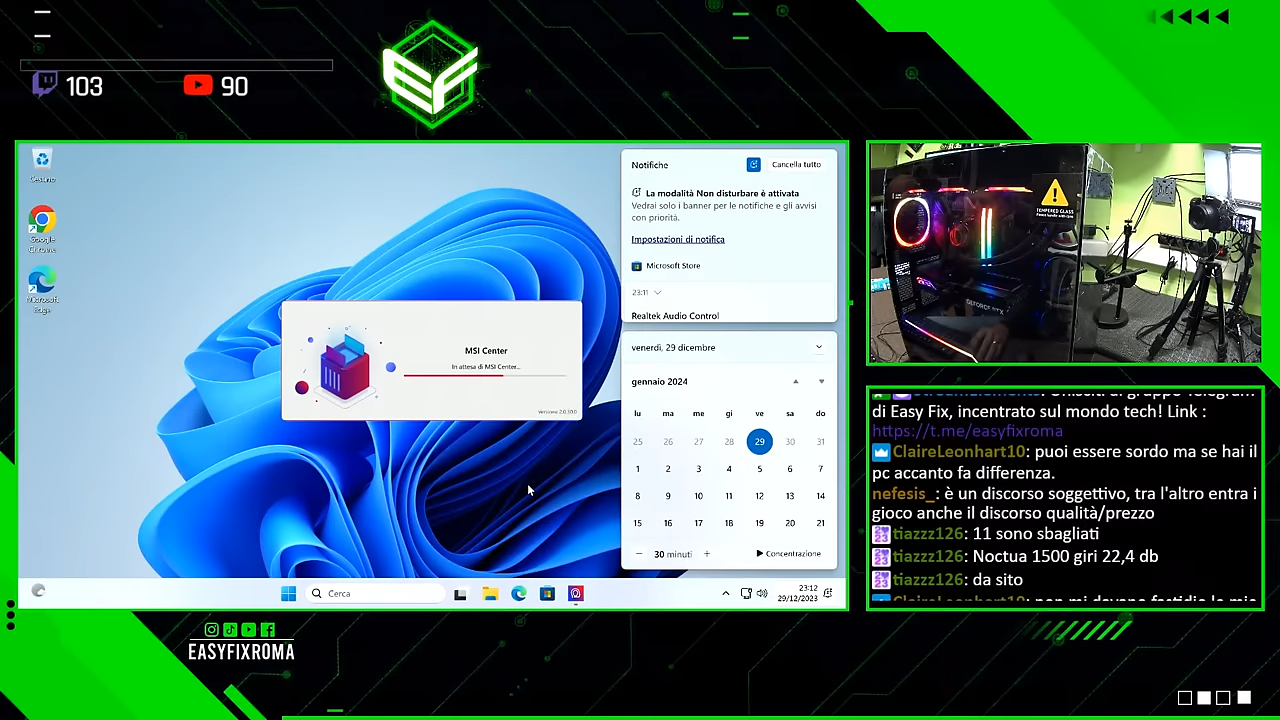 103
90
EF
Cestino
Google
Chrome
Microsoft
Edge
Notifiche
Cancella tutto
La modalità Non disturbare è attivata
Vedrai solo i banner per le notifiche e gli avvisi
con priorità.
Impostazioni di notifica
Microsoft Store
23:11
Realtek Audio Control
MSI Center
In attesa di MSI Center...
venerdì, 29 dicembre
gennaio 2024
lu ma me gi ve sa do
25 26 27 28 29 30 31
1 2 3 4 5 6 7
8 9 10 11 12 13 14
15 16 17 18 19 20 21
30 minuti
Concentrazione
Cerca
23:12
29/12/2023
TEMPERED GLASS
GEFORCE RTX
di Easy Fix, incentrato sul mondo tech! Link :
https://t.me/easyfixroma
ClaireLeonhart10: puoi essere sordo ma se hai il
pc accanto fa differenza.
nefesis_: è un discorso soggettivo, tra l'altro entra i
gioco anche il discorso qualità/prezzo
tiazzz126: 11 sono sbagliati
tiazzz126: Noctua 1500 giri 22,4 db
tiazzz126: da sito
EASYFIXROMA